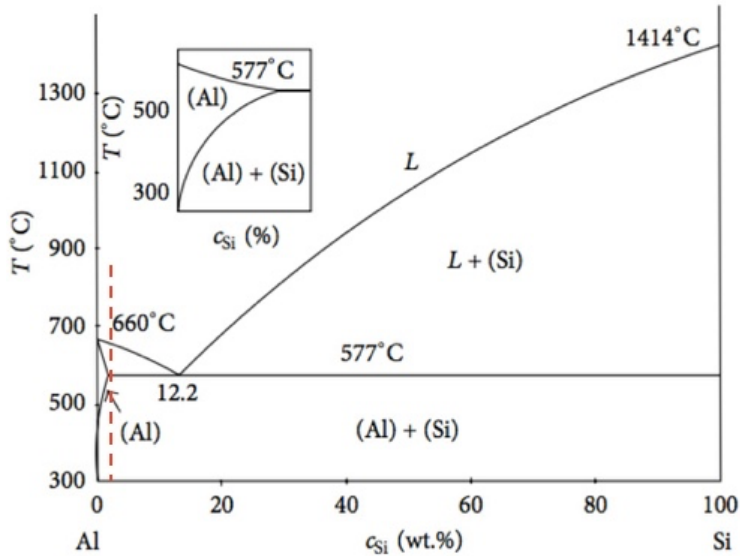 1414°C
577°C
1300
T (°C)
500
(Al)
1100
L
300
(Al) + (Si)
T (°C)
900
cSi (%)
L + (Si)
700
660°C
577°C
12.2
500
(Al)
(Al) + (Si)
300
0
20
40
60
80
100
Al
cSi (wt.%)
Si